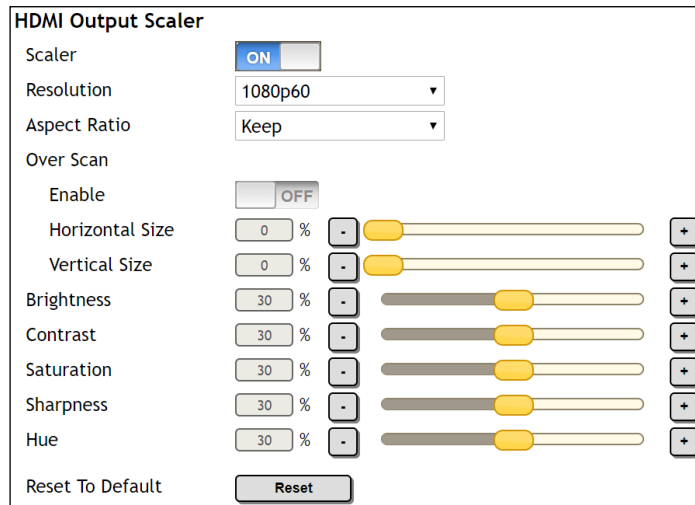 HDMI Output Scaler
Scaler ON
Resolution 1080p60
Aspect Ratio Keep
Over Scan
Enable OFF
Horizontal Size 0 % - +
Vertical Size 0 % - +
Brightness 30 % - +
Contrast 30 % - +
Saturation 30 % - +
Sharpness 30 % - +
Hue 30 % - +
Reset To Default Reset